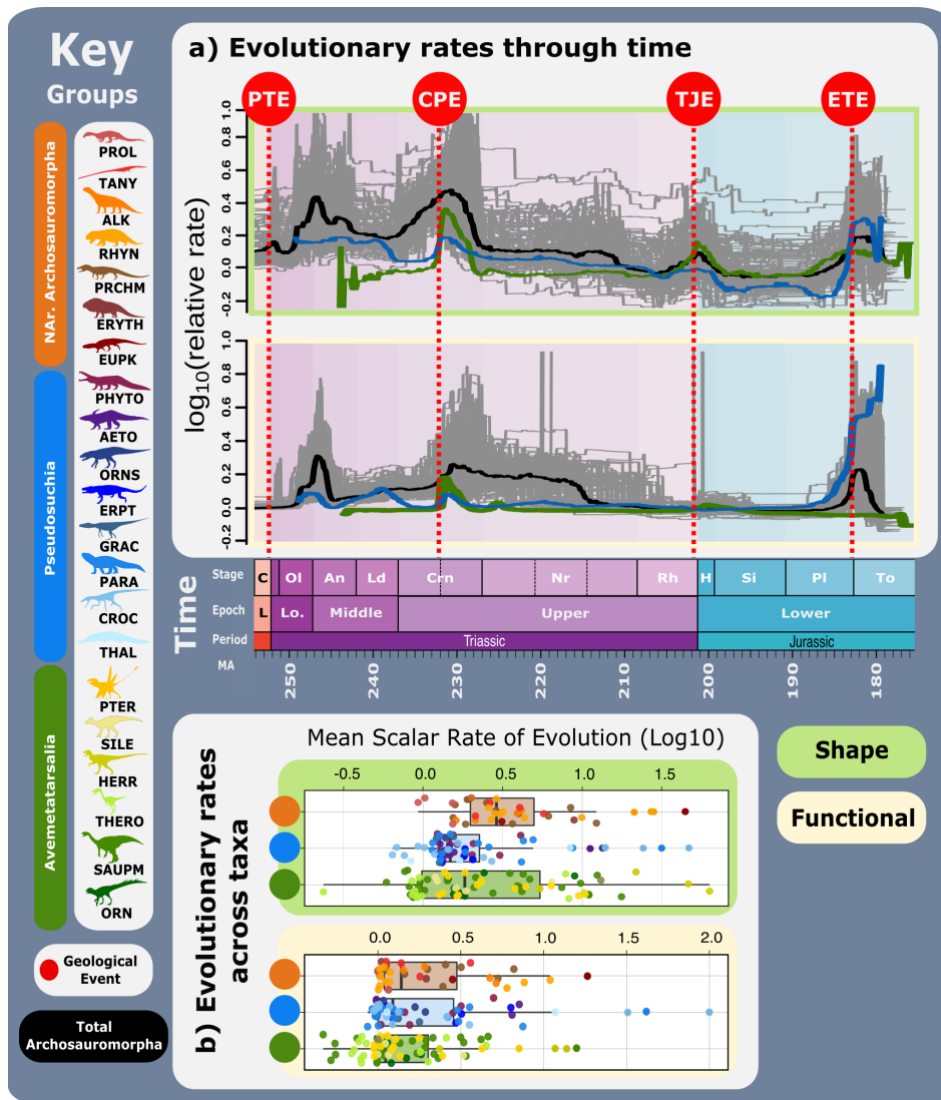 Key
Groups
NAr. Archosauromorpha
PROL
TANY
ALK
RHYN
PRCHM
ERYTH
EUPK
Pseudosuchia
PHYTO
AETO
ORNS
ERPT
GRAC
PARA
CROC
THAL
Avemetatarsalia
PTER
SILE
HERR
THERO
SAUPM
ORN
Geological
Event
Total
Archosauromorpha
a) Evolutionary rates through time
PTE CPE TJE ETE
log10(relative rate)
1.0
0.8
0.6
0.4
0.2
0.0
-0.2
1.0
0.8
0.6
0.4
0.2
0.0
-0.2
Time
Stage C Ol An Ld Crn Nr Rh H Si Pl To
Epoch L Lo. Middle Upper Lower
Period Triassic Jurassic
MA 250 240 230 220 210 200 190 180
b) Evolutionary rates
across taxa
Mean Scalar Rate of Evolution (Log10)
-0.5 0.0 0.5 1.0 1.5
0.0 0.5 1.0 1.5 2.0
Shape
Functional